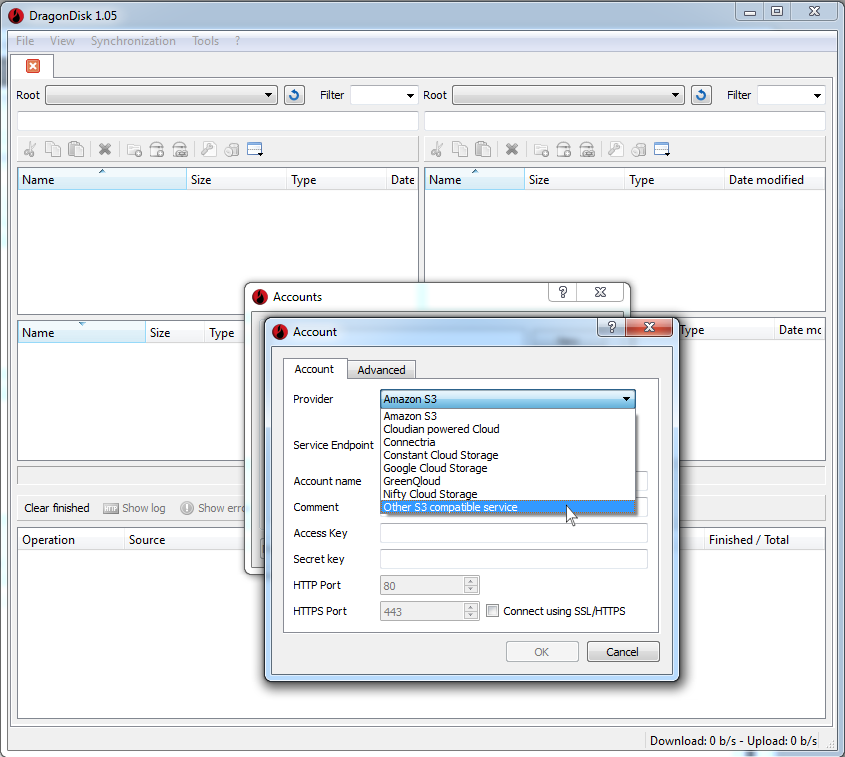 DragonDisk 1.05
File View Synchronization Tools ?
Root Filter Root Filter
Name Size Type Date Name Size Type Date modified
Accounts ?
Name Size Type Type Date mo
Account ?
Account Advanced
Provider Amazon S3
Amazon S3
Cloudian powered Cloud
Connectria
Service Endpoint
Constant Cloud Storage
Google Cloud Storage
Account name
GreenQloud
Nifty Cloud Storage
Comment
Other S3 compatible service
Clear finished Show log Show erro
Access Key
Operation Source Finished / Total
Secret key
HTTP Port 80
HTTPS Port 443 Connect using SSL/HTTPS
OK Cancel
Download: 0 b/s - Upload: 0 b/s